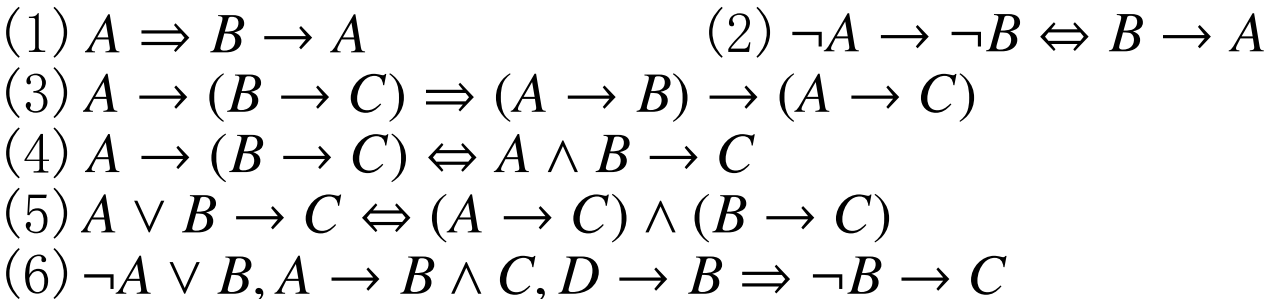 (1) A ⇒ B → A (2) ¬A → ¬B ⇔ B → A
(3) A → (B → C) ⇒ (A → B) → (A → C)
(4) A → (B → C) ⇔ A ∧ B → C
(5) A ∨ B → C ⇔ (A → C) ∧ (B → C)
(6) ¬A ∨ B, A → B ∧ C, D → B ⇒ ¬B → C